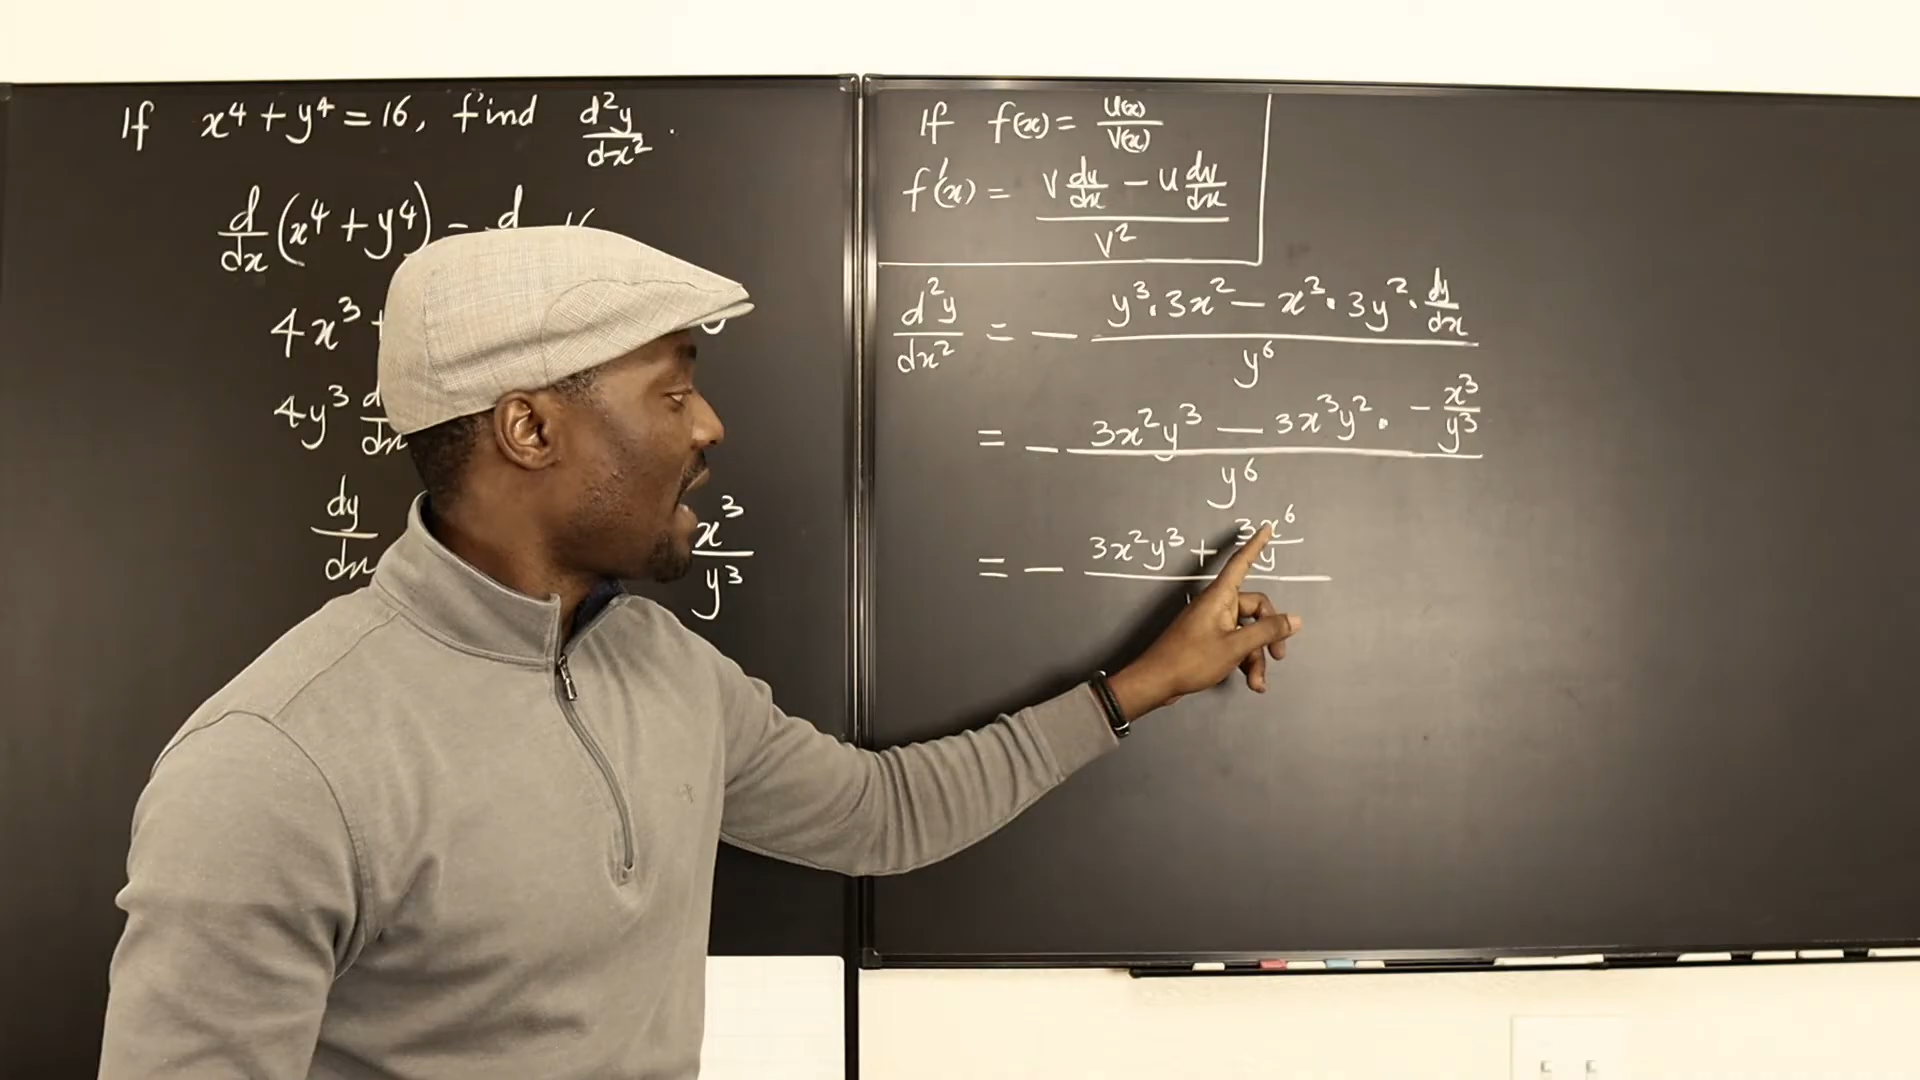 If x⁴ + y⁴ = 16, find d²y/dx².
d/dx (x⁴ + y⁴) = d
4x³ +
4y³ d
dy/dx x³/y³
If f(x) = u(x)/v(x)
f'(x) = (v du/dx − u dv/dx)/v²
d²y/dx² = − (y³ · 3x² − x³ · 3y² · dy/dx)/y⁶
= − (3x²y³ − 3x³y² · − x³/y³)/y⁶
= − (3x²y³ + 3x⁶/y)